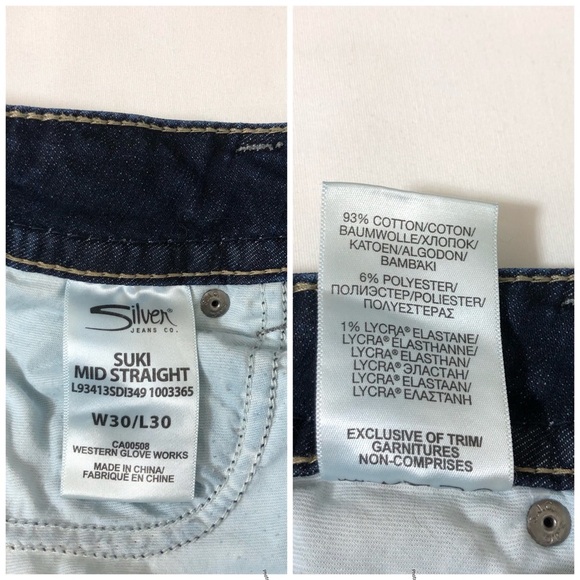 Silver
JEANS CO.
SUKI
MID STRAIGHT
L93413SDI349 1003365
W30/L30
CA00508
WESTERN GLOVE WORKS
MADE IN CHINA/
FABRIQUÉ EN CHINE
93% COTTON/COTON/
BAUMWOLLE/ХЛОПОК/
KATOEN/ALGODON/
BAMBAKI
6% POLYESTER/
ПОЛИЭСТЕР/POLIESTER/
ΠΟΛΥΕΣΤΕΡΑΣ
1% LYCRA® ELASTANE/
LYCRA® ELASTHANNE/
LYCRA® ELASTHAN/
LYCRA® ЭЛАСТАН/
LYCRA® ELASTAAN/
LYCRA® ΕΛΑΣΤΑΝΗ
EXCLUSIVE OF TRIM/
GARNITURES
NON-COMPRISES